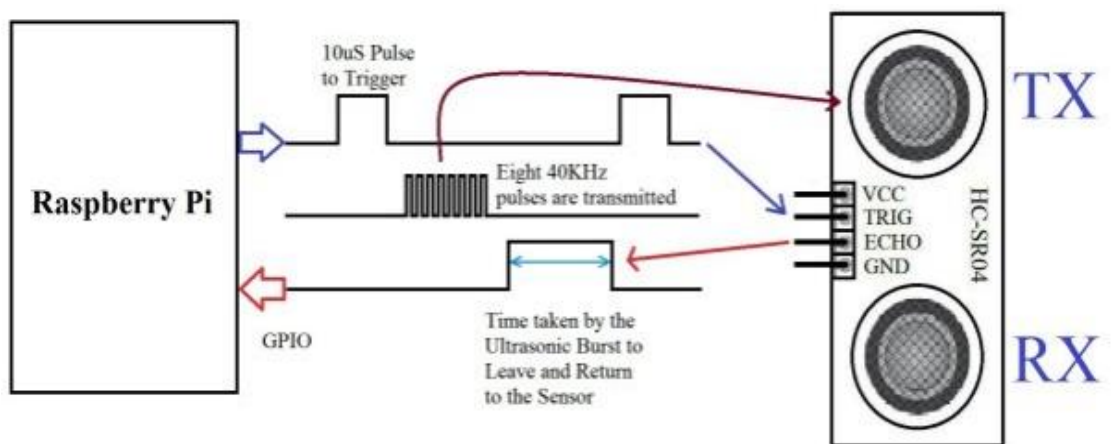 10uS Pulse
to Trigger
TX
Raspberry Pi
Eight 40KHz
pulses are transmitted
VCC
TRIG
ECHO
GND
HC-SR04
GPIO
Time taken by the
Ultrasonic Burst to
Leave and Return
to the Sensor
RX